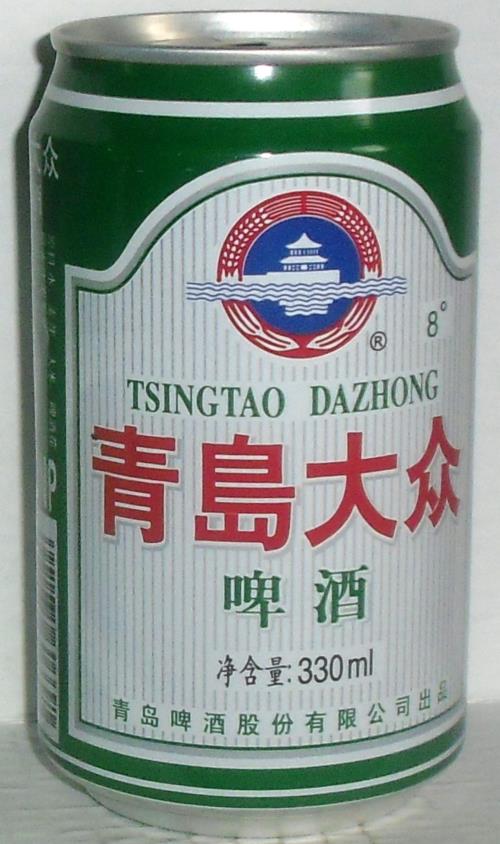 ®
8°
TSINGTAO DAZHONG
青島大众
啤酒
净含量:330ml
青岛啤酒股份有限公司出品
众